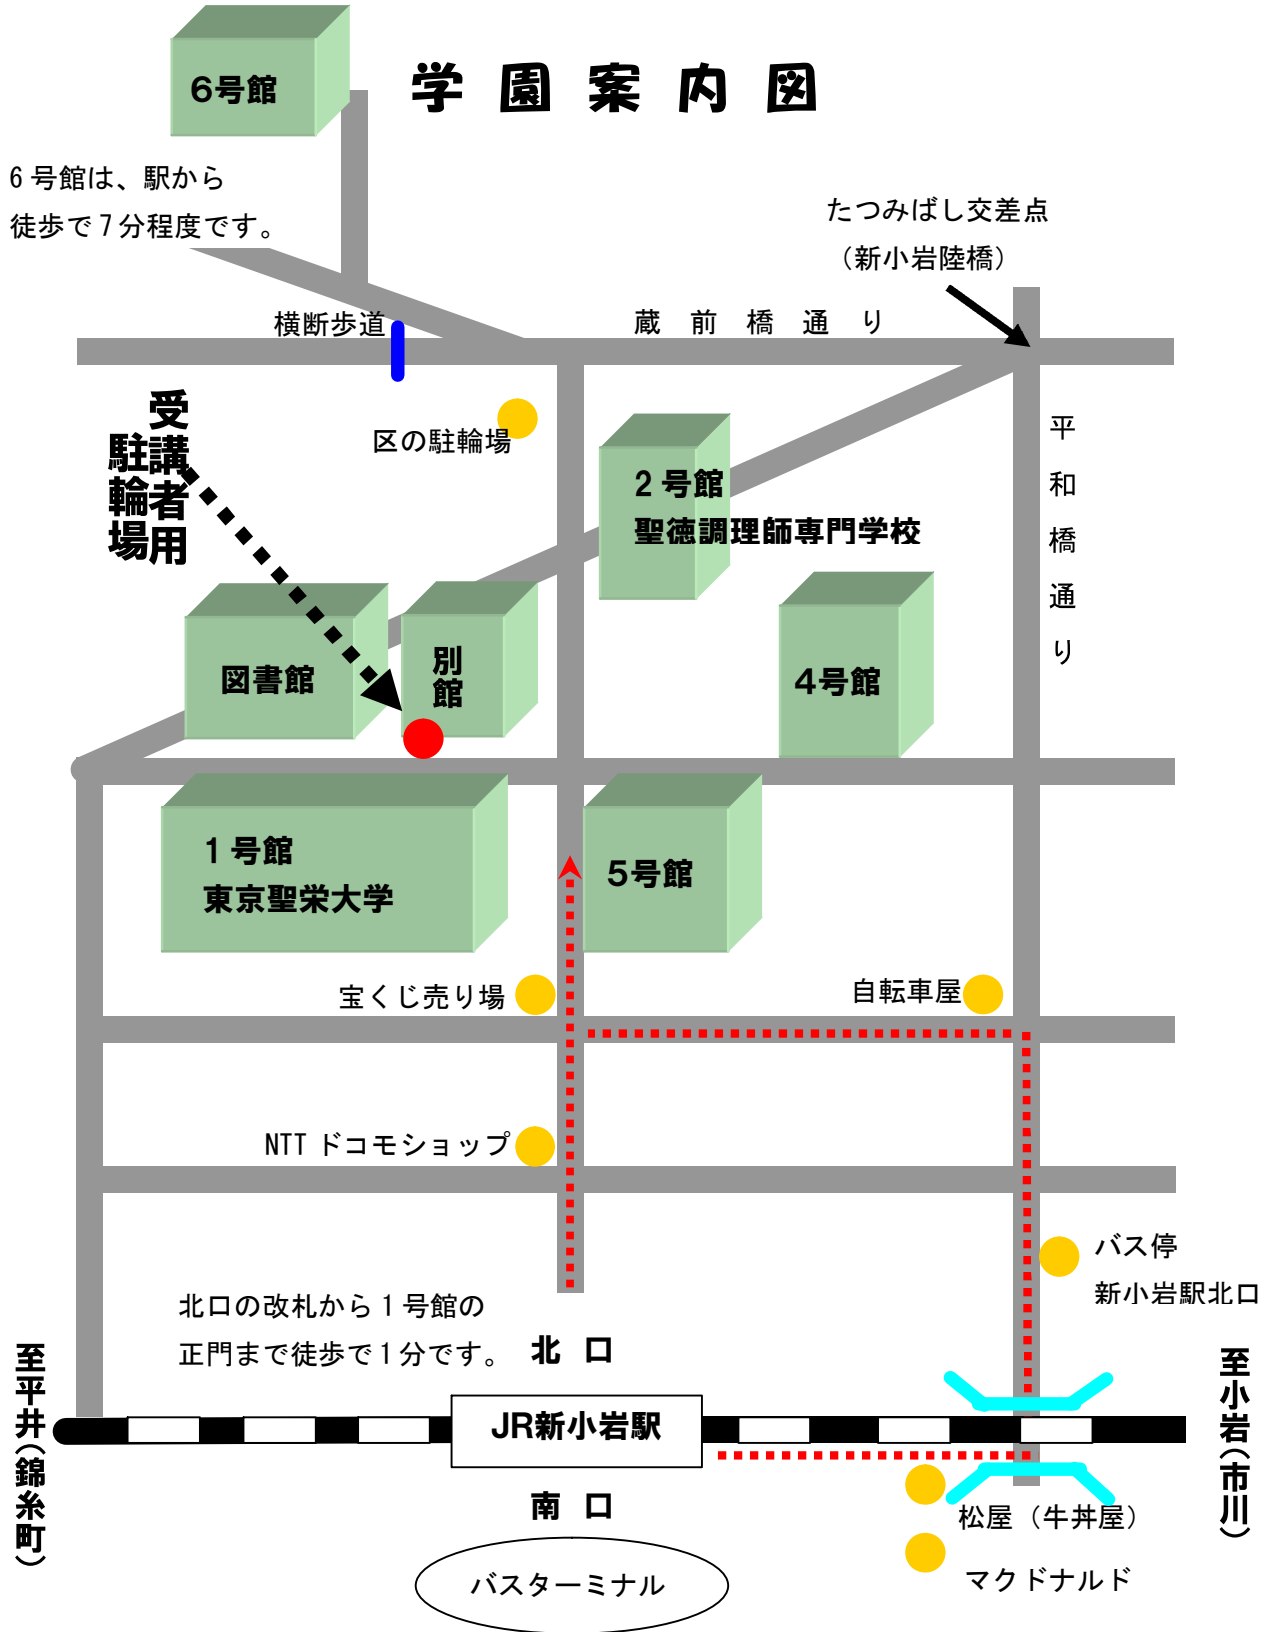 学園案内図
6号館
6号館は、駅から
徒歩で7分程度です。
たつみばし交差点
（新小岩陸橋）
横断歩道
蔵前橋通り
受講者用
駐輪場
区の駐輪場
2号館
聖徳調理師専門学校
平和橋通り
図書館
別館
4号館
1号館
東京聖栄大学
5号館
宝くじ売り場
自転車屋
NTTドコモショップ
バス停
新小岩駅北口
北口の改札から1号館の
正門まで徒歩で1分です。
北口
至平井（錦糸町）
JR新小岩駅
至小岩（市川）
南口
松屋（牛丼屋）
バスターミナル
マクドナルド